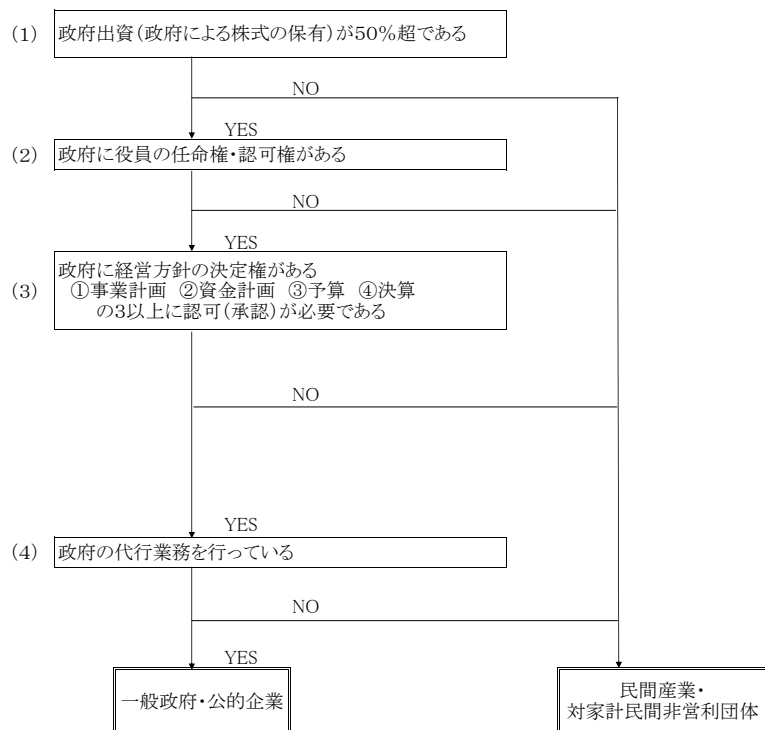 (1) 政府出資(政府による株式の保有)が50%超である
NO
YES
(2) 政府に役員の任命権・認可権がある
NO
YES
(3) 政府に経営方針の決定権がある
①事業計画 ②資金計画 ③予算 ④決算
の3以上に認可(承認)が必要である
NO
YES
(4) 政府の代行業務を行っている
NO
YES
一般政府・公的企業
民間産業・
対家計民間非営利団体